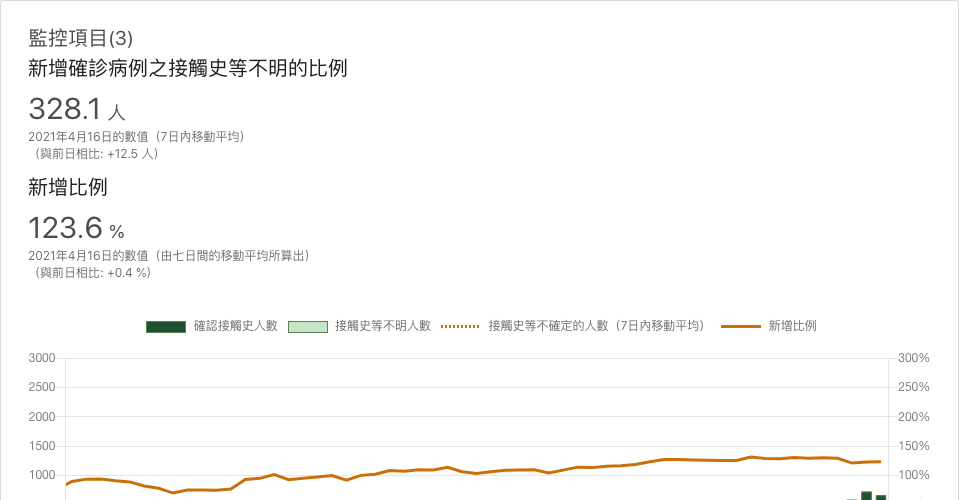 監控項目(3)
新增確診病例之接觸史等不明的比例
328.1 人
2021年4月16日的數值（7日內移動平均）
（與前日相比: +12.5 人）
新增比例
123.6 %
2021年4月16日的數值（由七日間的移動平均所算出）
（與前日相比: +0.4 %）
確認接觸史人數 接觸史等不明人數 接觸史等不確定的人數（7日內移動平均） 新增比例
3000 300%
2500 250%
2000 200%
1500 150%
1000 100%